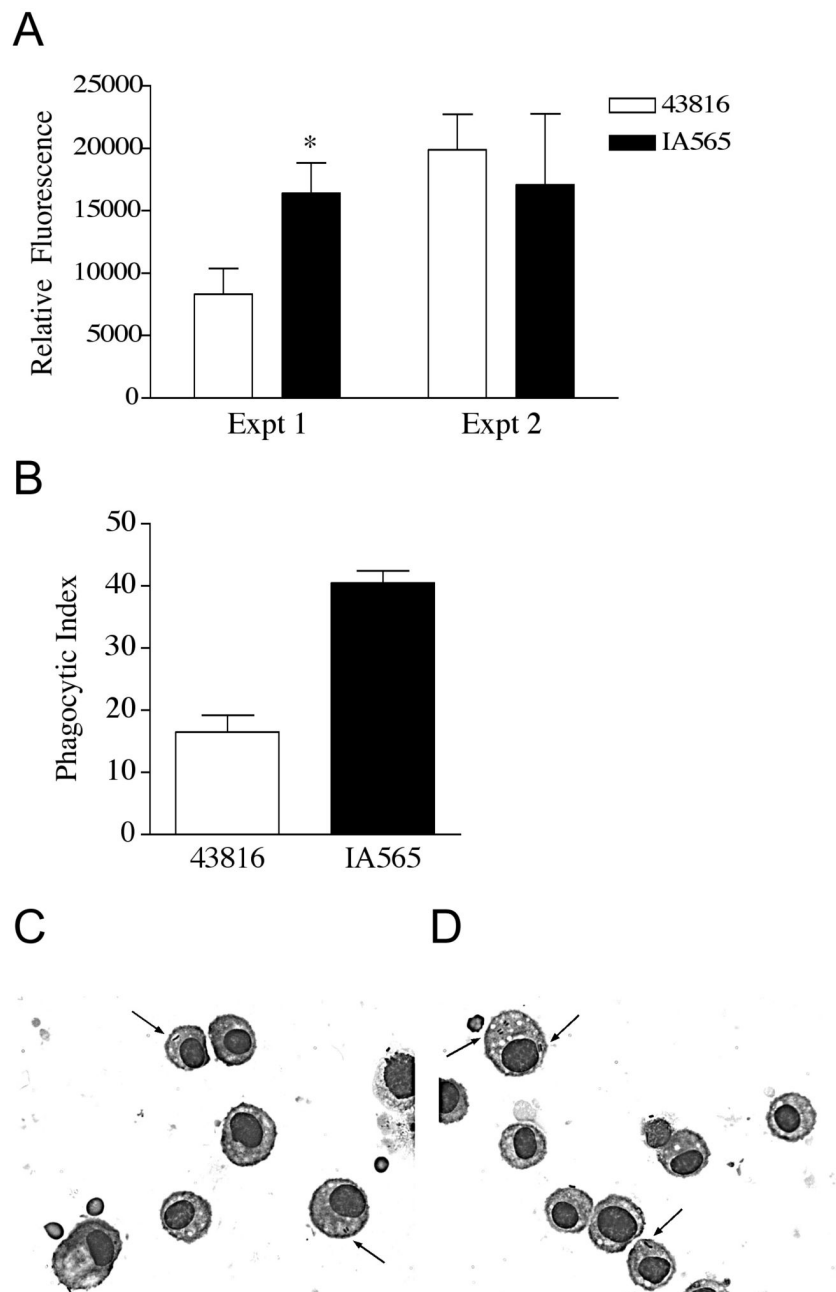 A
25000
20000
15000
10000
5000
0
Relative Fluorescence
*
43816
IA565
Expt 1
Expt 2
B
50
40
30
20
10
0
Phagocytic Index
43816
IA565
C
D